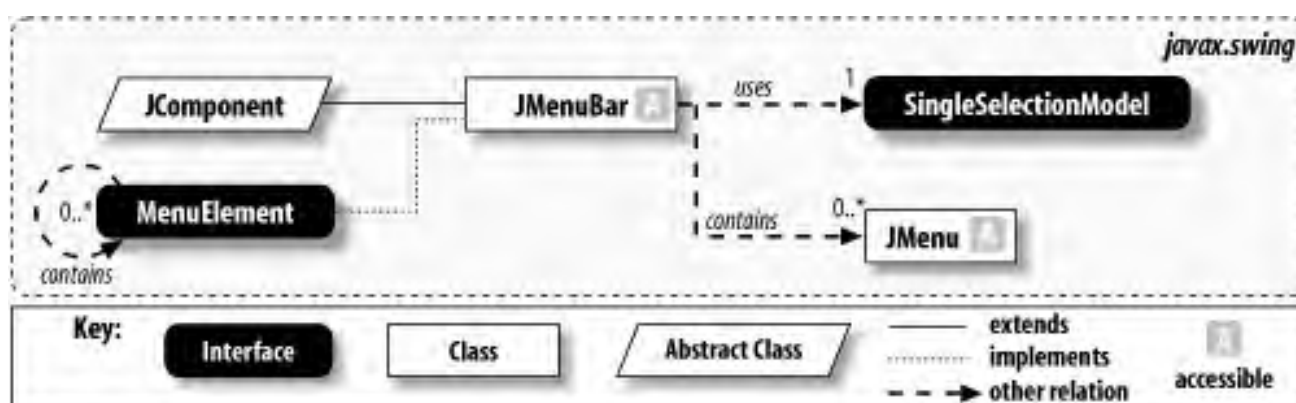 javax.swing
JComponent
JMenuBar A
uses
1
SingleSelectionModel
0..*
MenuElement
contains
contains
0..*
JMenu A
Key:
Interface
Class
Abstract Class
extends
implements
other relation
A
accessible